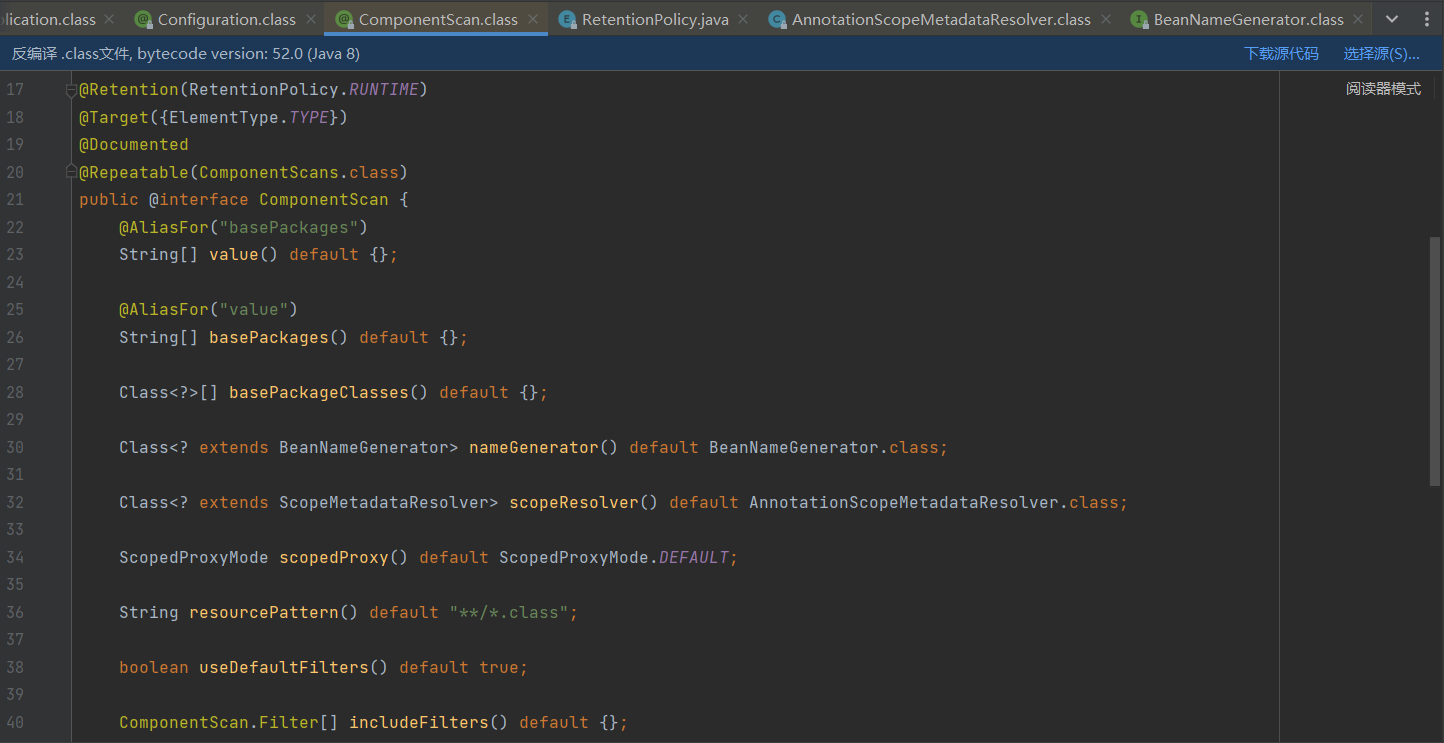 plication.class × Configuration.class × ComponentScan.class × RetentionPolicy.java × AnnotationScopeMetadataResolver.class × BeanNameGenerator.class ×
反编译 .class文件, bytecode version: 52.0 (Java 8) 下载源代码 选择源(S)...
阅读器模式
17 @Retention(RetentionPolicy.RUNTIME)
18 @Target({ElementType.TYPE})
19 @Documented
20 @Repeatable(ComponentScans.class)
21 public @interface ComponentScan {
22 @AliasFor("basePackages")
23 String[] value() default {};
24
25 @AliasFor("value")
26 String[] basePackages() default {};
27
28 Class<?>[] basePackageClasses() default {};
29
30 Class<? extends BeanNameGenerator> nameGenerator() default BeanNameGenerator.class;
31
32 Class<? extends ScopeMetadataResolver> scopeResolver() default AnnotationScopeMetadataResolver.class;
33
34 ScopedProxyMode scopedProxy() default ScopedProxyMode.DEFAULT;
35
36 String resourcePattern() default "**/*.class";
37
38 boolean useDefaultFilters() default true;
39
40 ComponentScan.Filter[] includeFilters() default {};